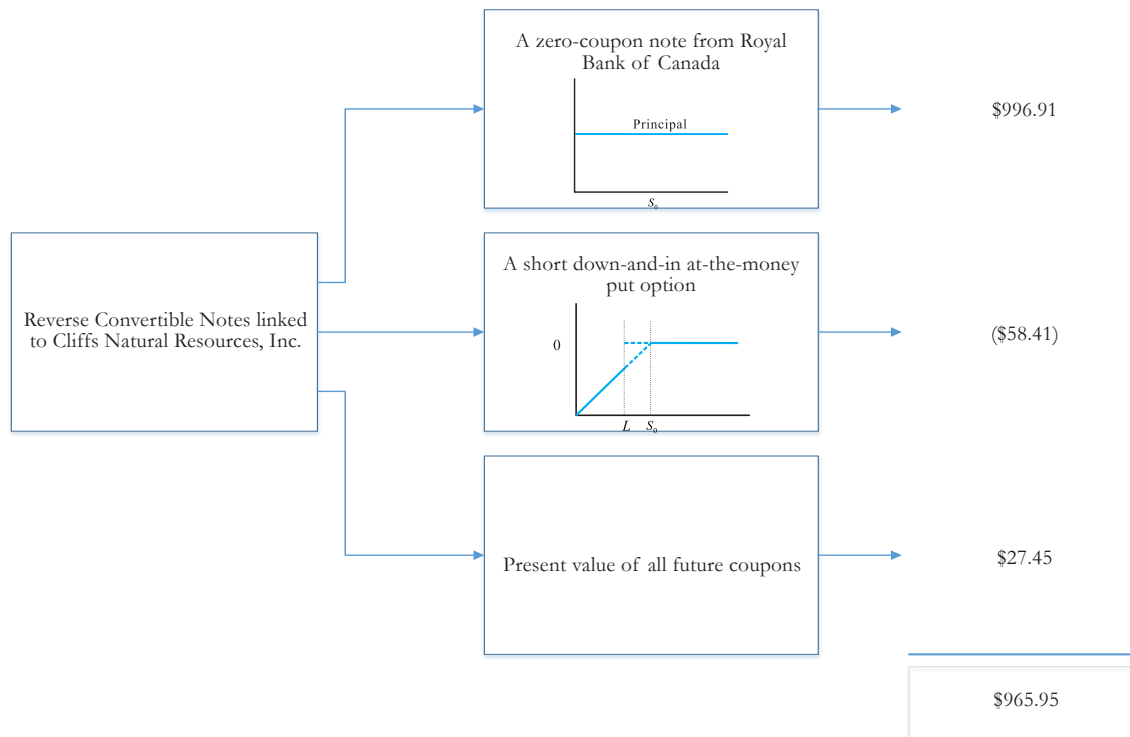 A zero-coupon note from Royal
Bank of Canada
Principal
S₀
$996.91
Reverse Convertible Notes linked
to Cliffs Natural Resources, Inc.
A short down-and-in at-the-money
put option
0
L S₀
($58.41)
Present value of all future coupons
$27.45
$965.95